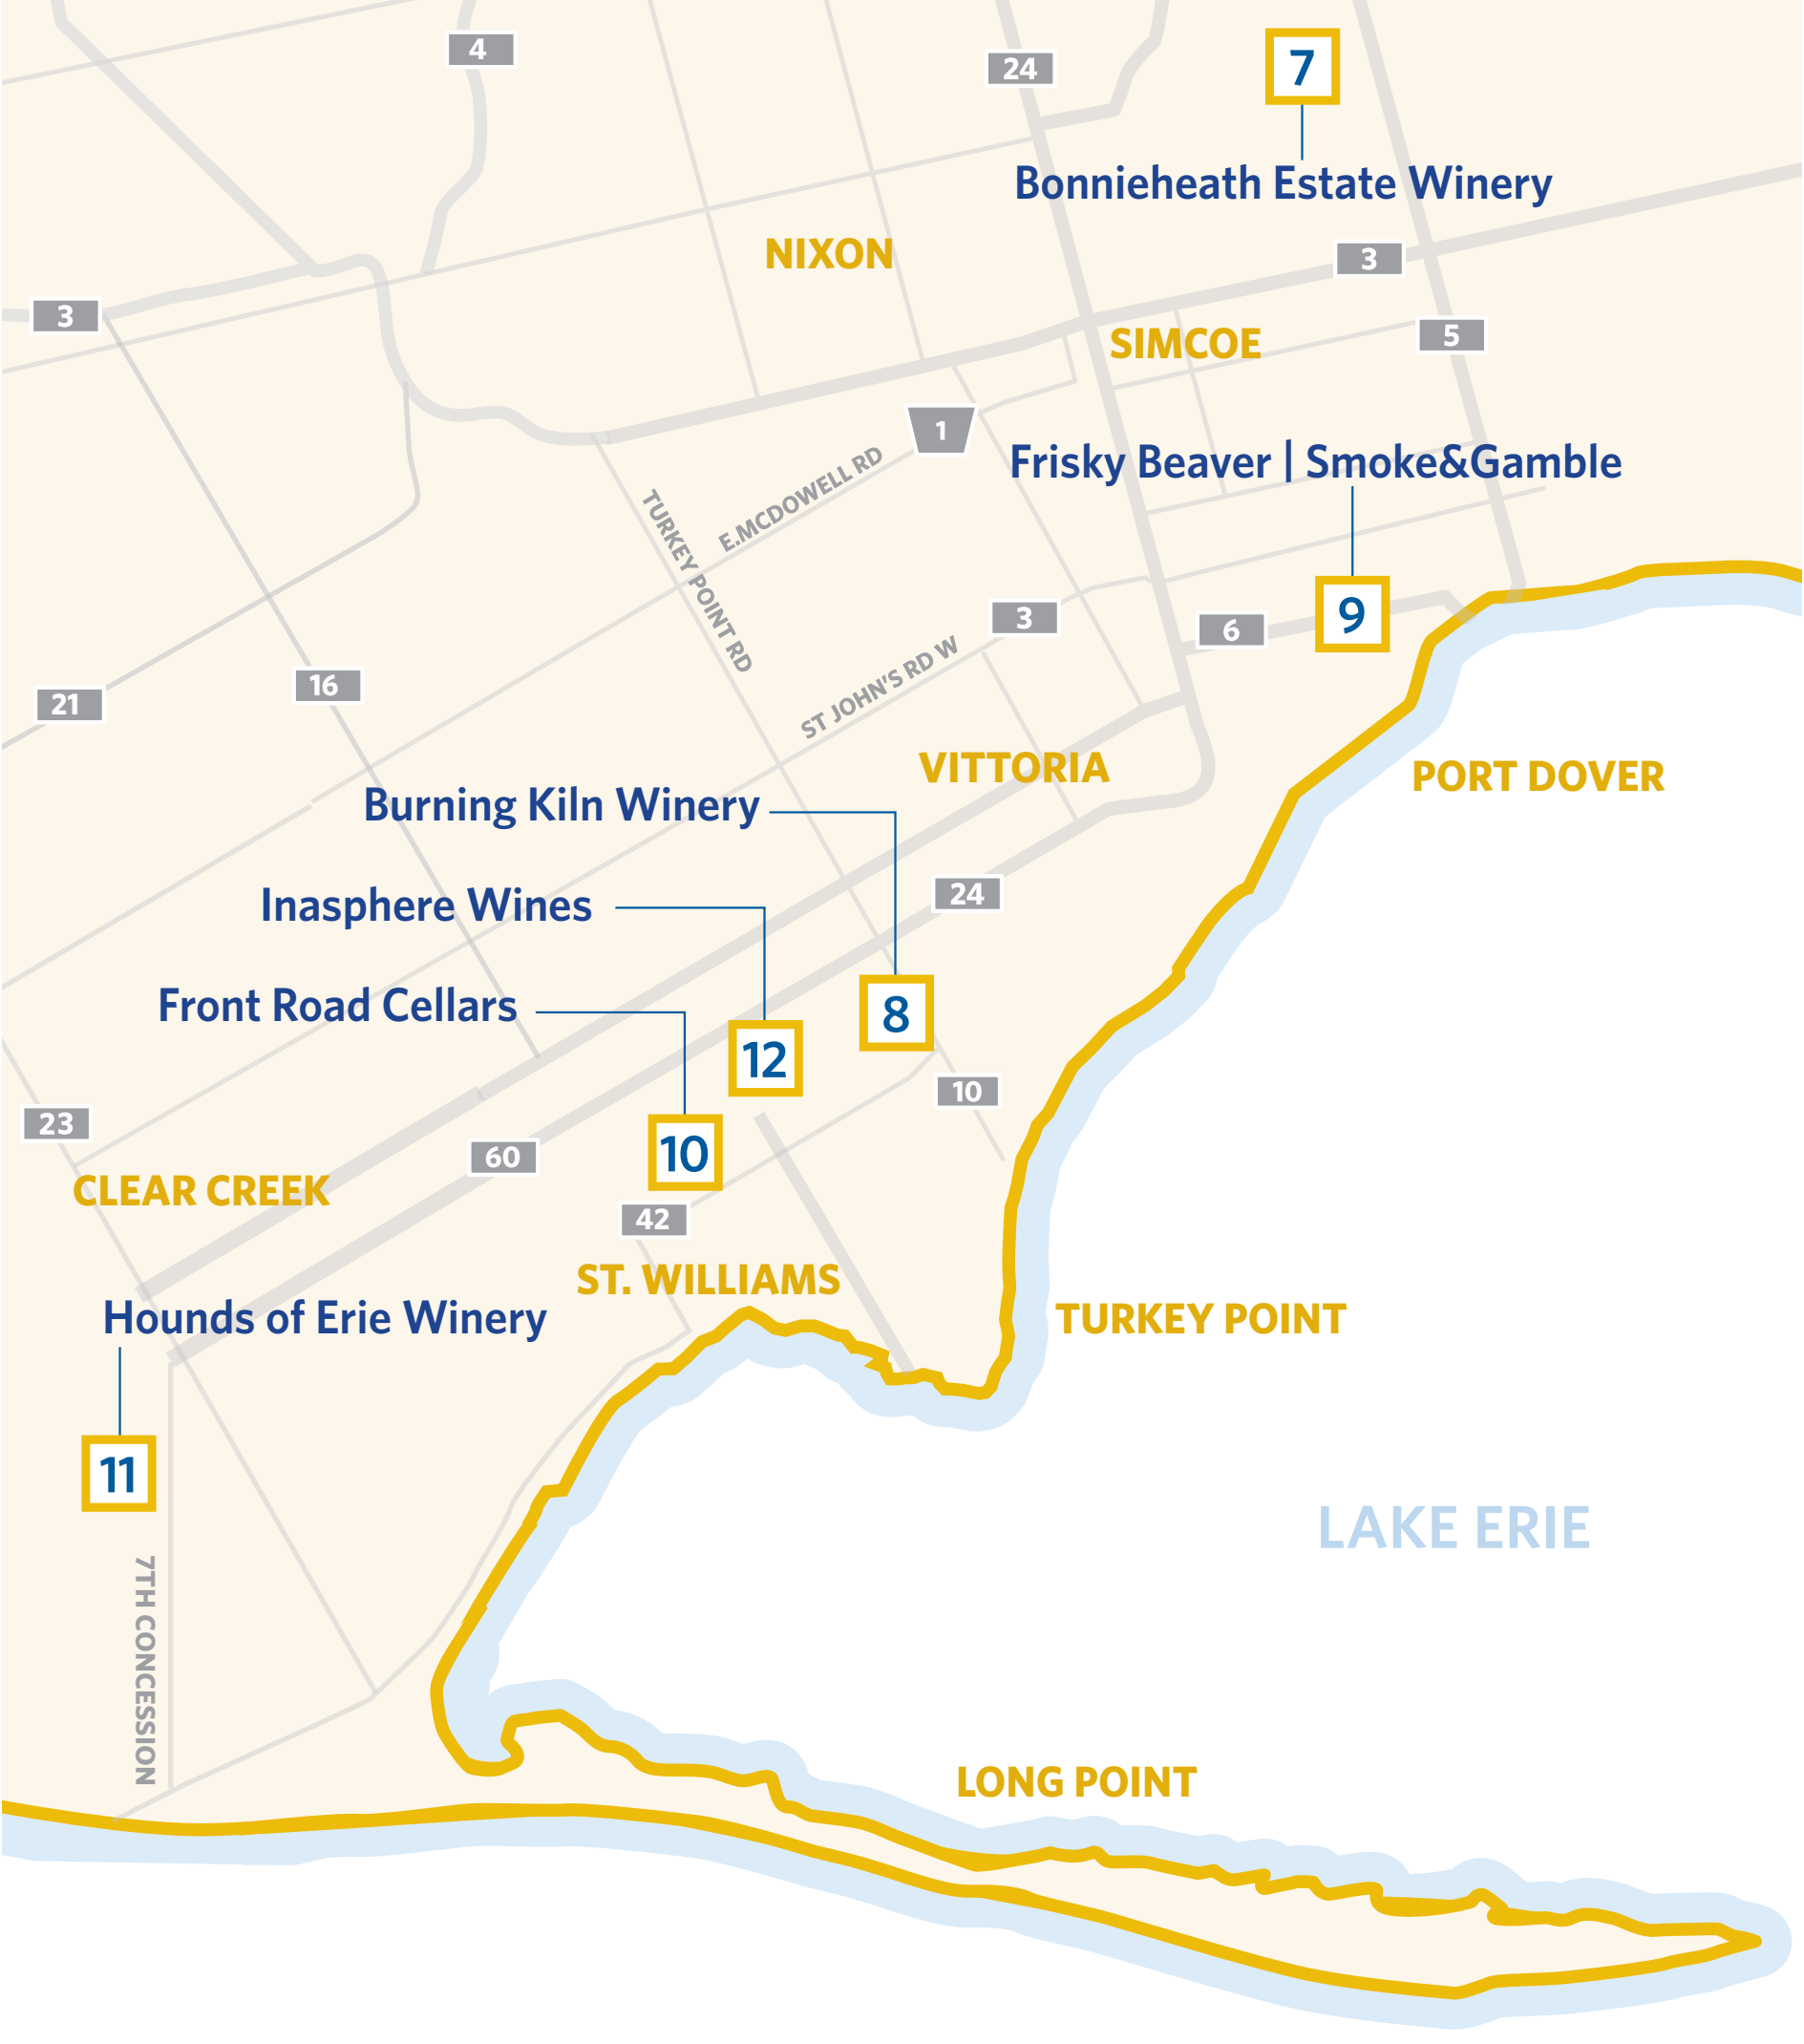 4
24
7
Bonnieheath Estate Winery
NIXON
3
3
SIMCOE
5
1
E.MCDOWELL RD
Frisky Beaver | Smoke&Gamble
TURKEY POINT RD
3
9
6
ST JOHN'S RD W
16
21
VITTORIA
PORT DOVER
Burning Kiln Winery
24
Inasphere Wines
Front Road Cellars
8
12
10
23
60
10
CLEAR CREEK
42
ST. WILLIAMS
Hounds of Erie Winery
TURKEY POINT
11
LAKE ERIE
7TH CONCESSION
LONG POINT